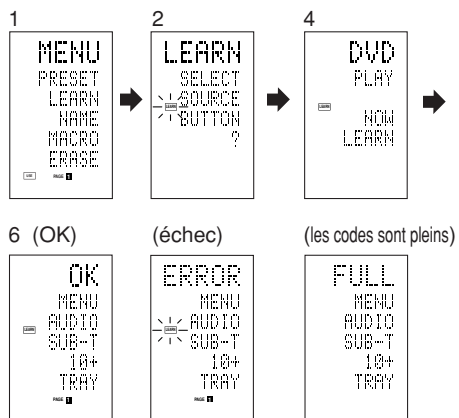 1
MENU
PRESET
LEARN
NAME
MACRO
ERASE
USE PAGE 1
2
LEARN
SELECT
LEARN SOURCE
BUTTON
?
4
DVD
PLAY
LEARN
NOW
LEARN
6 (OK)
OK
MENU
LEARN AUDIO
SUB-T
10+
TRAY
PAGE 1
(échec)
ERROR
MENU
LEARN AUDIO
SUB-T
10+
TRAY
PAGE 1
(les codes sont pleins)
FULL
MENU
AUDIO
SUB-T
10+
TRAY